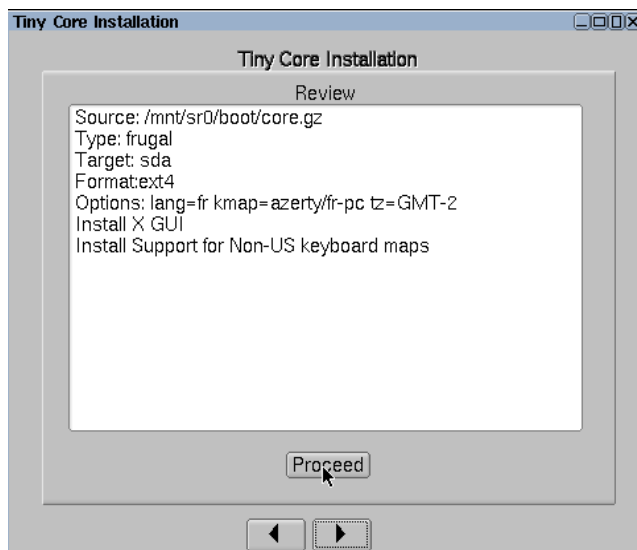 Tiny Core Installation
Tiny Core Installation
Review
Source: /mnt/sr0/boot/core.gz
Type: frugal
Target: sda
Format:ext4
Options: lang=fr kmap=azerty/fr-pc tz=GMT-2
Install X GUI
Install Support for Non-US keyboard maps
Proceed